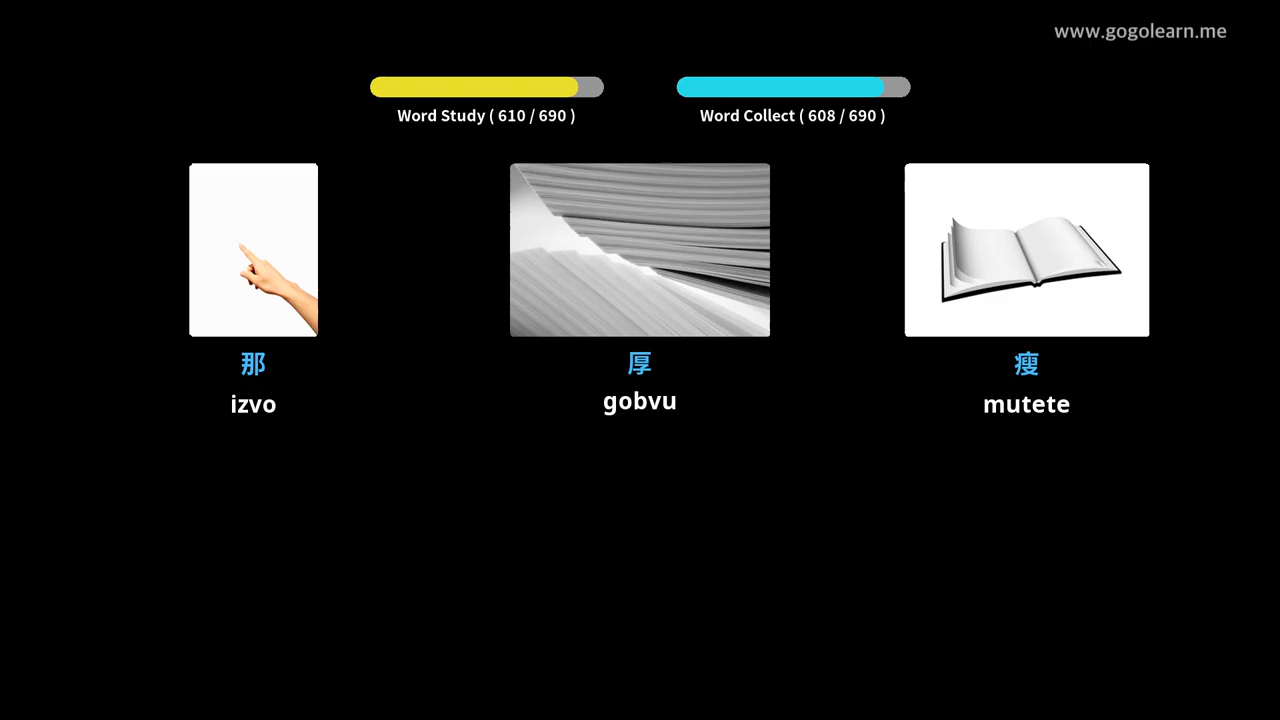 www.gogolearn.me
Word Study ( 610 / 690 )
Word Collect ( 608 / 690 )
那
厚
瘦
izvo
gobvu
mutete